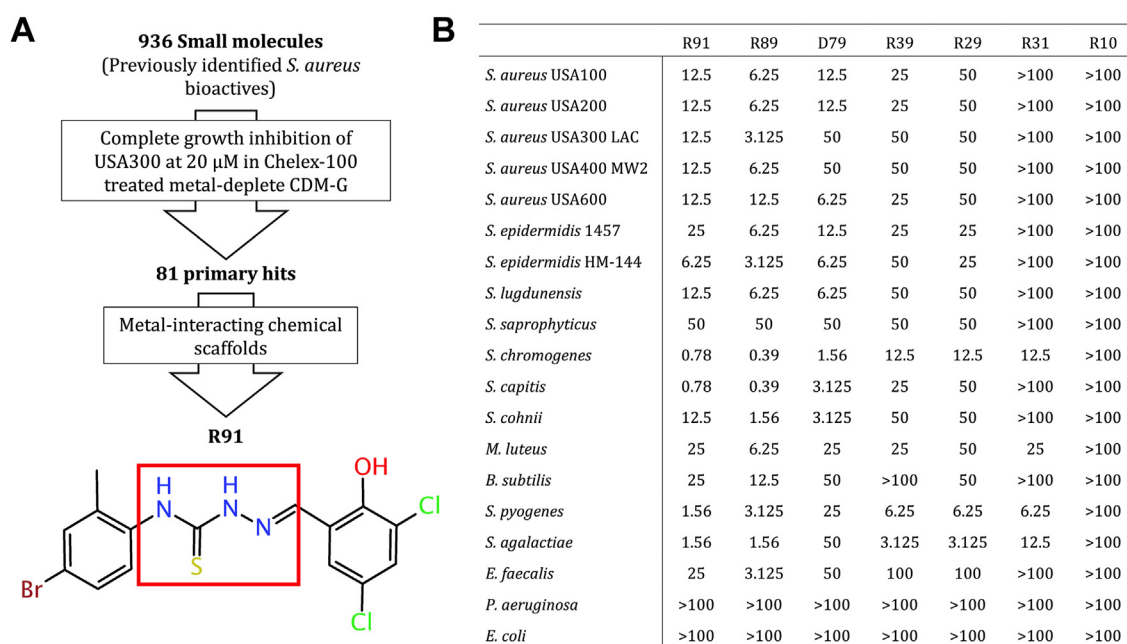 A
936 Small molecules
(Previously identified S. aureus
bioactives)
Complete growth inhibition of
USA300 at 20 μM in Chelex-100
treated metal-deplete CDM-G
81 primary hits
Metal-interacting chemical
scaffolds
R91
H
N
H
N
N
S
OH
Cl
Cl
Br
B
R91 R89 D79 R39 R29 R31 R10
S. aureus USA100 12.5 6.25 12.5 25 50 >100 >100
S. aureus USA200 12.5 6.25 12.5 25 50 >100 >100
S. aureus USA300 LAC 12.5 3.125 50 50 50 >100 >100
S. aureus USA400 MW2 12.5 6.25 50 50 50 >100 >100
S. aureus USA600 12.5 12.5 6.25 25 50 >100 >100
S. epidermidis 1457 25 6.25 12.5 25 25 >100 >100
S. epidermidis HM-144 6.25 3.125 6.25 50 25 >100 >100
S. lugdunensis 12.5 6.25 6.25 50 50 >100 >100
S. saprophyticus 50 50 50 50 50 >100 >100
S. chromogenes 0.78 0.39 1.56 12.5 12.5 12.5 >100
S. capitis 0.78 0.39 3.125 25 50 >100 >100
S. cohnii 12.5 1.56 3.125 50 50 >100 >100
M. luteus 25 6.25 25 25 50 25 >100
B. subtilis 25 12.5 50 >100 50 >100 >100
S. pyogenes 1.56 3.125 25 6.25 6.25 6.25 >100
S. agalactiae 1.56 1.56 50 3.125 3.125 12.5 >100
E. faecalis 25 3.125 50 100 100 >100 >100
P. aeruginosa >100 >100 >100 >100 >100 >100 >100
E. coli >100 >100 >100 >100 >100 >100 >100